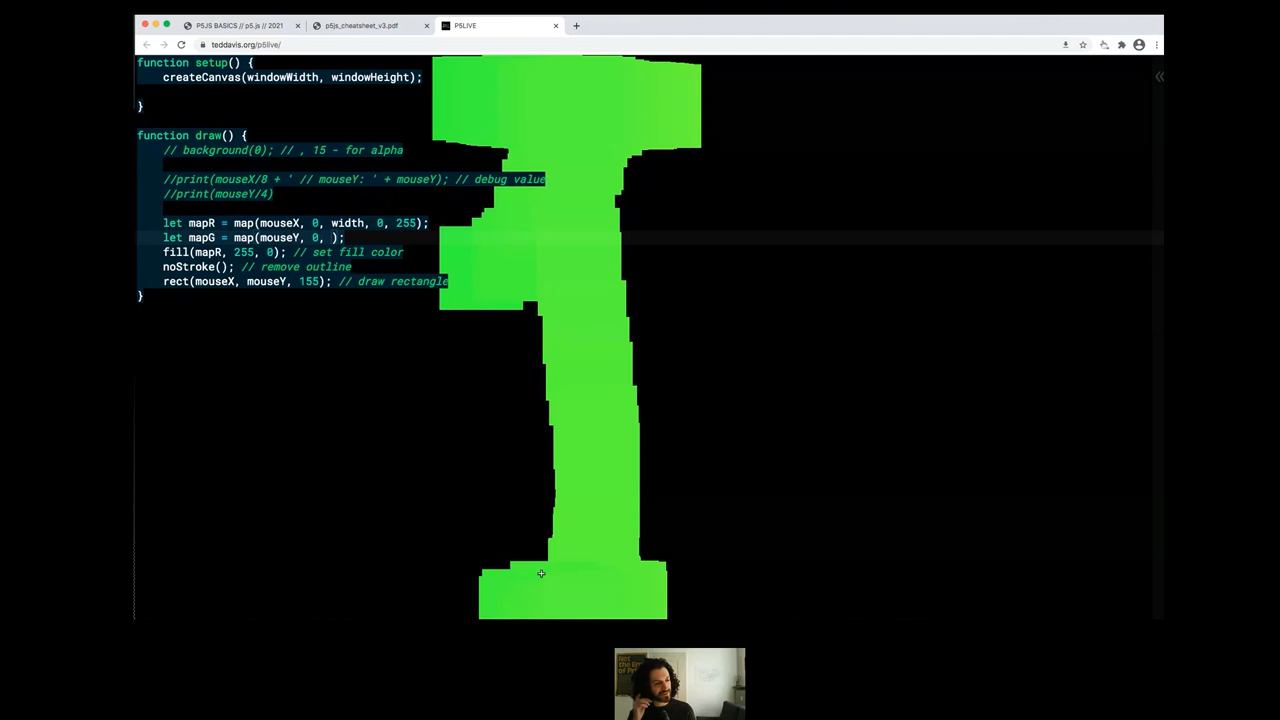 P5JS BASICS // p5.js // 2021
p5js_cheatsheet_v3.pdf
P5LIVE
teddavis.org/p5live/
function setup() {
createCanvas(windowWidth, windowHeight);
}
function draw() {
// background(0); // , 15 - for alpha
//print(mouseX/8 + ' // mouseY: ' + mouseY); // debug value
//print(mouseY/4)
let mapR = map(mouseX, 0, width, 0, 255);
let mapG = map(mouseY, 0, );
fill(mapR, 255, 0); // set fill color
noStroke(); // remove outline
rect(mouseX, mouseY, 155); // draw rectangle
}
Not